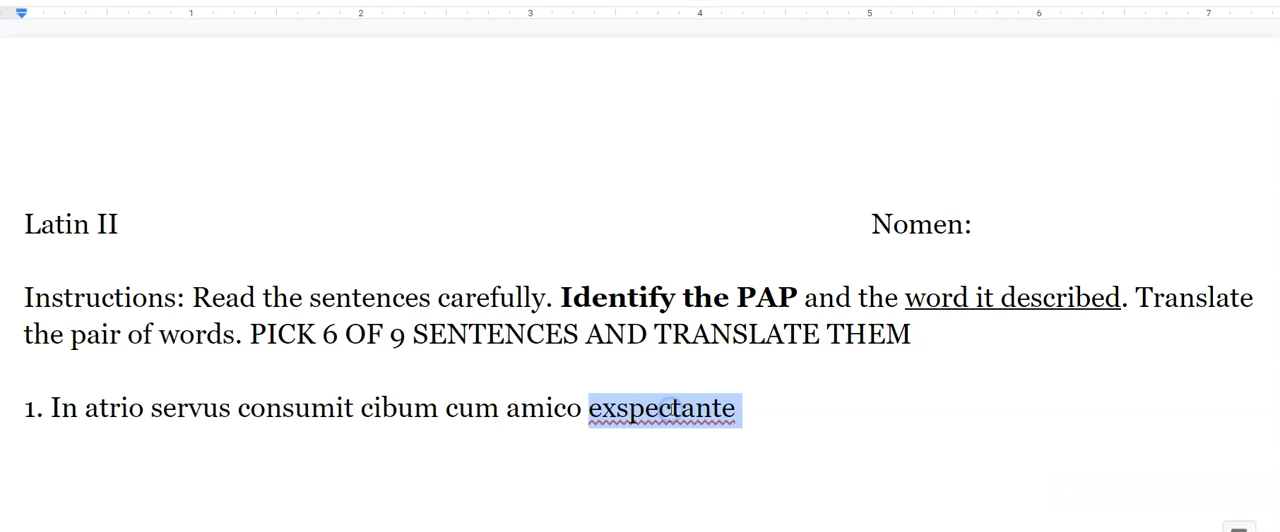 1 2 3 4 5 6 7
Latin II Nomen:
Instructions: Read the sentences carefully. Identify the PAP and the word it described. Translate
the pair of words. PICK 6 OF 9 SENTENCES AND TRANSLATE THEM
1. In atrio servus consumit cibum cum amico exspectante